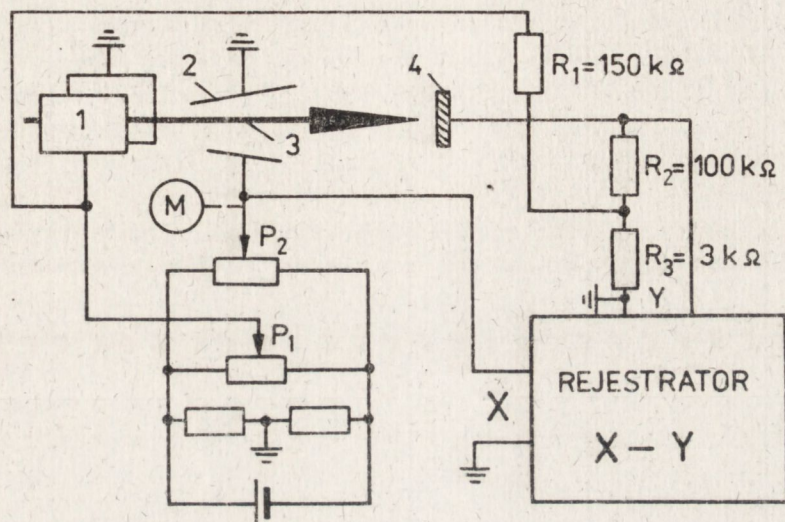 1
2
3
4
R₁=150 kΩ
R₂= 100 kΩ
R₃= 3 kΩ
M
P₂
P₁
Y
X
REJESTRATOR
X – Y